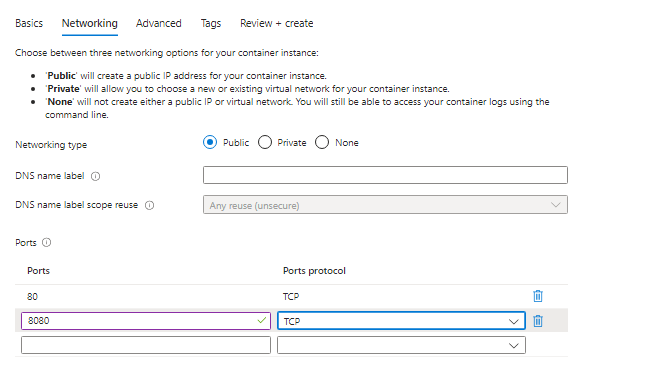 Basics Networking Advanced Tags Review + create
Choose between three networking options for your container instance:
• 'Public' will create a public IP address for your container instance.
• 'Private' will allow you to choose a new or existing virtual network for your container instance.
• 'None' will not create either a public IP or virtual network. You will still be able to access your container logs using the
command line.
Networking type Public Private None
DNS name label
DNS name label scope reuse Any reuse (unsecure)
Ports
Ports Ports protocol
80 TCP
8080 TCP